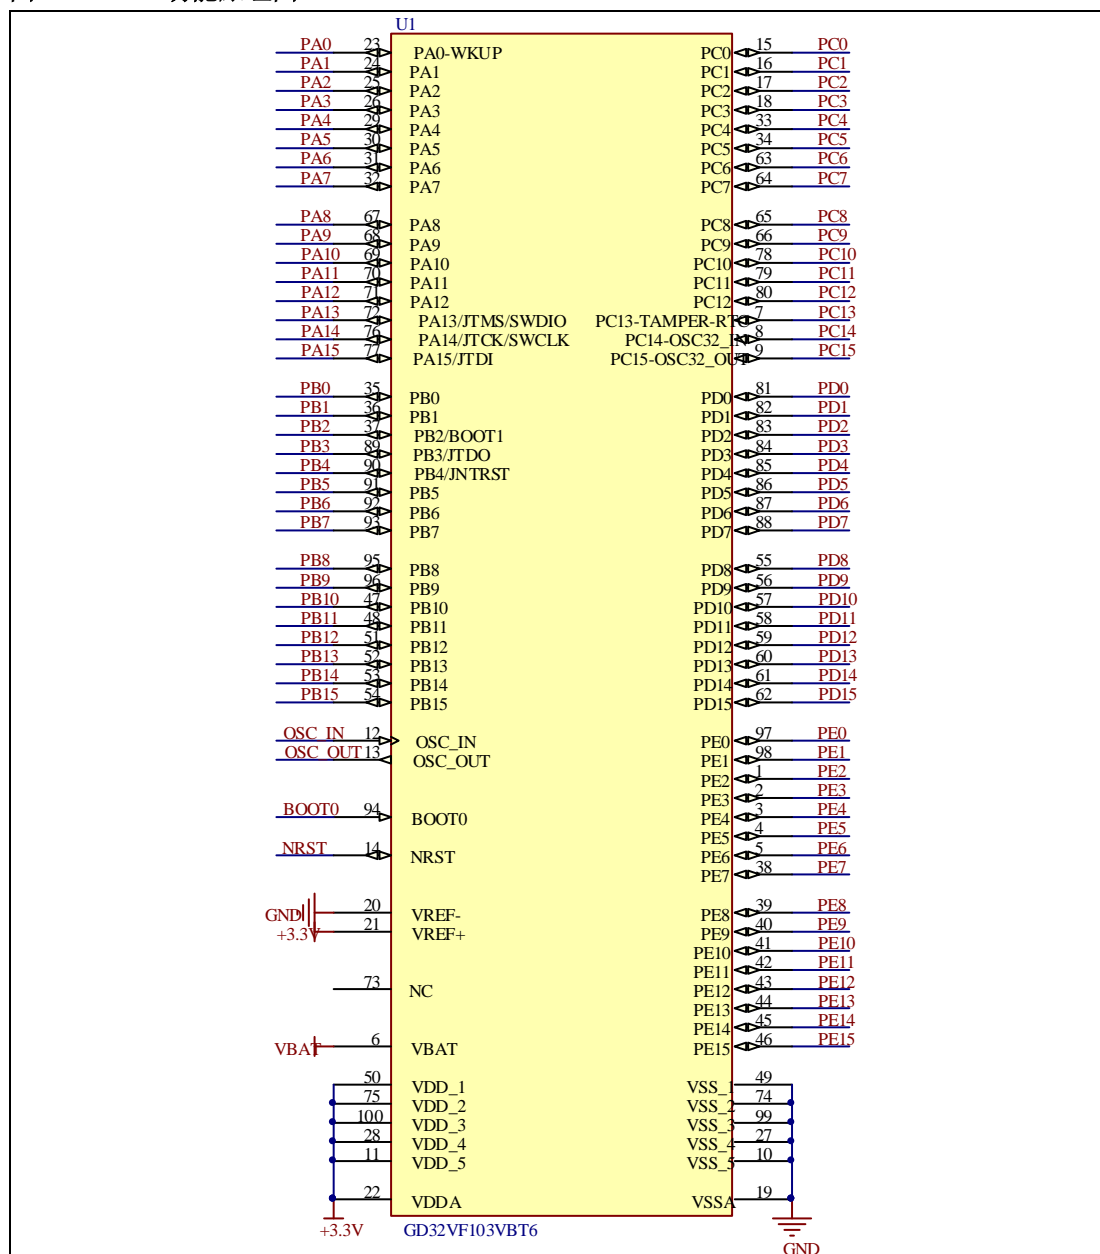 U1
PA0 23 PA0-WKUP PC0 15 PC0
PA1 24 PA1 PC1 16 PC1
PA2 25 PA2 PC2 17 PC2
PA3 26 PA3 PC3 18 PC3
PA4 29 PA4 PC4 33 PC4
PA5 30 PA5 PC5 34 PC5
PA6 31 PA6 PC6 63 PC6
PA7 32 PA7 PC7 64 PC7
PA8 67 PA8 PC8 65 PC8
PA9 68 PA9 PC9 66 PC9
PA10 69 PA10 PC10 78 PC10
PA11 70 PA11 PC11 79 PC11
PA12 71 PA12 PC12 80 PC12
PA13 72 PA13/JTMS/SWDIO PC13-TAMPER-RTC 7 PC13
PA14 76 PA14/JTCK/SWCLK PC14-OSC32_IN 8 PC14
PA15 77 PA15/JTDI PC15-OSC32_OUT 9 PC15
PB0 35 PB0 PD0 81 PD0
PB1 36 PB1 PD1 82 PD1
PB2 37 PB2/BOOT1 PD2 83 PD2
PB3 89 PB3/JTDO PD3 84 PD3
PB4 90 PB4/JNTRST PD4 85 PD4
PB5 91 PB5 PD5 86 PD5
PB6 92 PB6 PD6 87 PD6
PB7 93 PB7 PD7 88 PD7
PB8 95 PB8 PD8 55 PD8
PB9 96 PB9 PD9 56 PD9
PB10 47 PB10 PD10 57 PD10
PB11 48 PB11 PD11 58 PD11
PB12 51 PB12 PD12 59 PD12
PB13 52 PB13 PD13 60 PD13
PB14 53 PB14 PD14 61 PD14
PB15 54 PB15 PD15 62 PD15
OSC_IN 12 OSC_IN PE0 97 PE0
OSC_OUT 13 OSC_OUT PE1 98 PE1
PE2 1 PE2
PE3 2 PE3
BOOT0 94 BOOT0 PE4 3 PE4
PE5 4 PE5
NRST 14 NRST PE6 5 PE6
PE7 38 PE7
GND 20 VREF- PE8 39 PE8
+3.3V 21 VREF+ PE9 40 PE9
PE10 41 PE10
PE11 42 PE11
73 NC PE12 43 PE12
PE13 44 PE13
PE14 45 PE14
VBAT 6 VBAT PE15 46 PE15
50 VDD_1 VSS_1 49
75 VDD_2 VSS_2 74
100 VDD_3 VSS_3 99
28 VDD_4 VSS_4 27
11 VDD_5 VSS_5 10
22 VDDA VSSA 19
+3.3V GD32VF103VBT6 GND